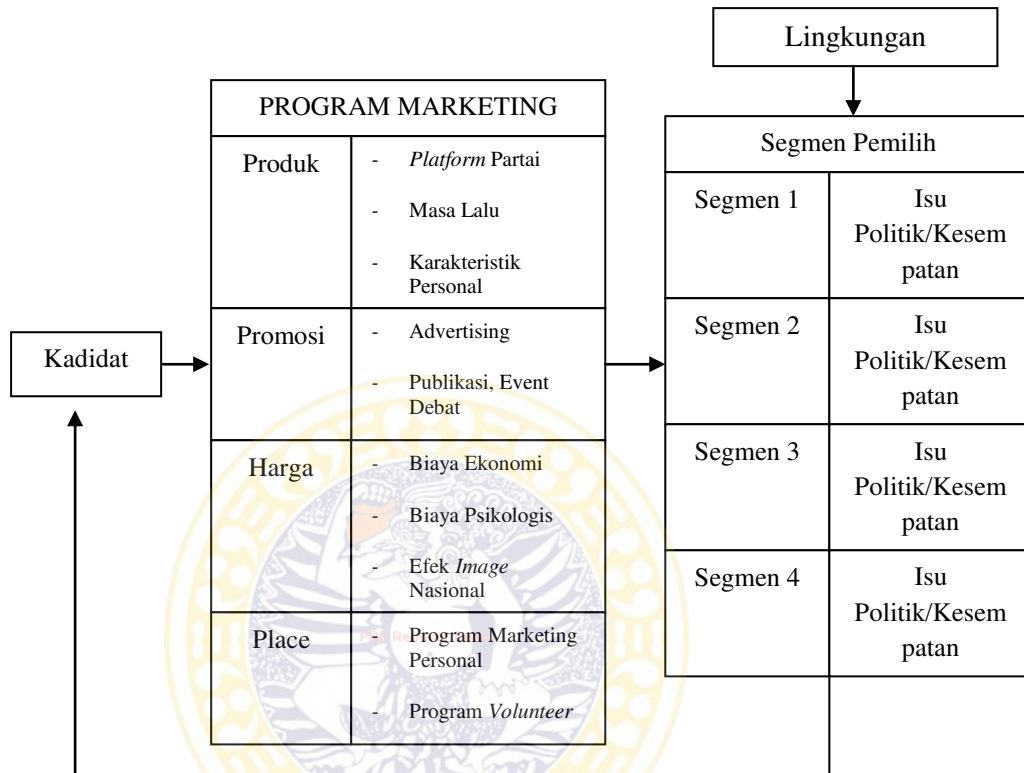 Lingkungan
PROGRAM MARKETING
Produk
- Platform Partai
- Masa Lalu
- Karakteristik
Personal
Promosi
- Advertising
- Publikasi, Event
Debat
Harga
- Biaya Ekonomi
- Biaya Psikologis
- Efek Image
Nasional
Place
- Program Marketing
Personal
- Program Volunteer
Kadidat
Segmen Pemilih
Segmen 1
Isu
Politik/Kesem
patan
Segmen 2
Isu
Politik/Kesem
patan
Segmen 3
Isu
Politik/Kesem
patan
Segmen 4
Isu
Politik/Kesem
patan